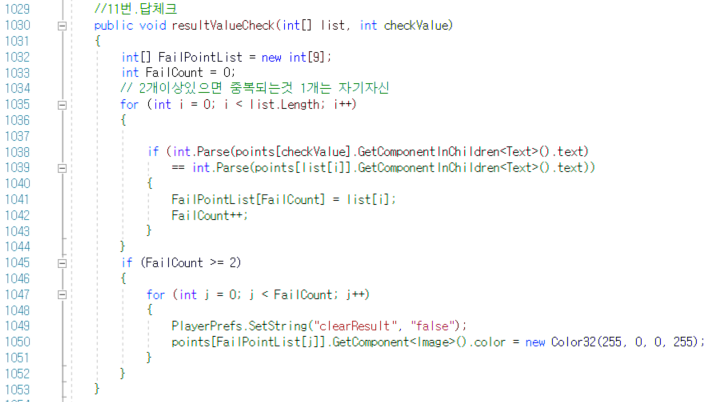 1029 //11번.답체크
1030 public void resultValueCheck(int[] list, int checkValue)
1031 {
1032 int[] FailPointList = new int[9];
1033 int FailCount = 0;
1034 // 2개이상있으면 중복되는것 1개는 자기자신
1035 for (int i = 0; i < list.Length; i++)
1036 {
1037
1038 if (int.Parse(points[checkValue].GetComponentInChildren<Text>().text)
1039 == int.Parse(points[list[i]].GetComponentInChildren<Text>().text))
1040 {
1041 FailPointList[FailCount] = list[i];
1042 FailCount++;
1043 }
1044 }
1045 if (FailCount >= 2)
1046 {
1047 for (int j = 0; j < FailCount; j++)
1048 {
1049 PlayerPrefs.SetString("clearResult", "false");
1050 points[FailPointList[j]].GetComponent<Image>().color = new Color32(255, 0, 0, 255);
1051 }
1052 }
1053 }